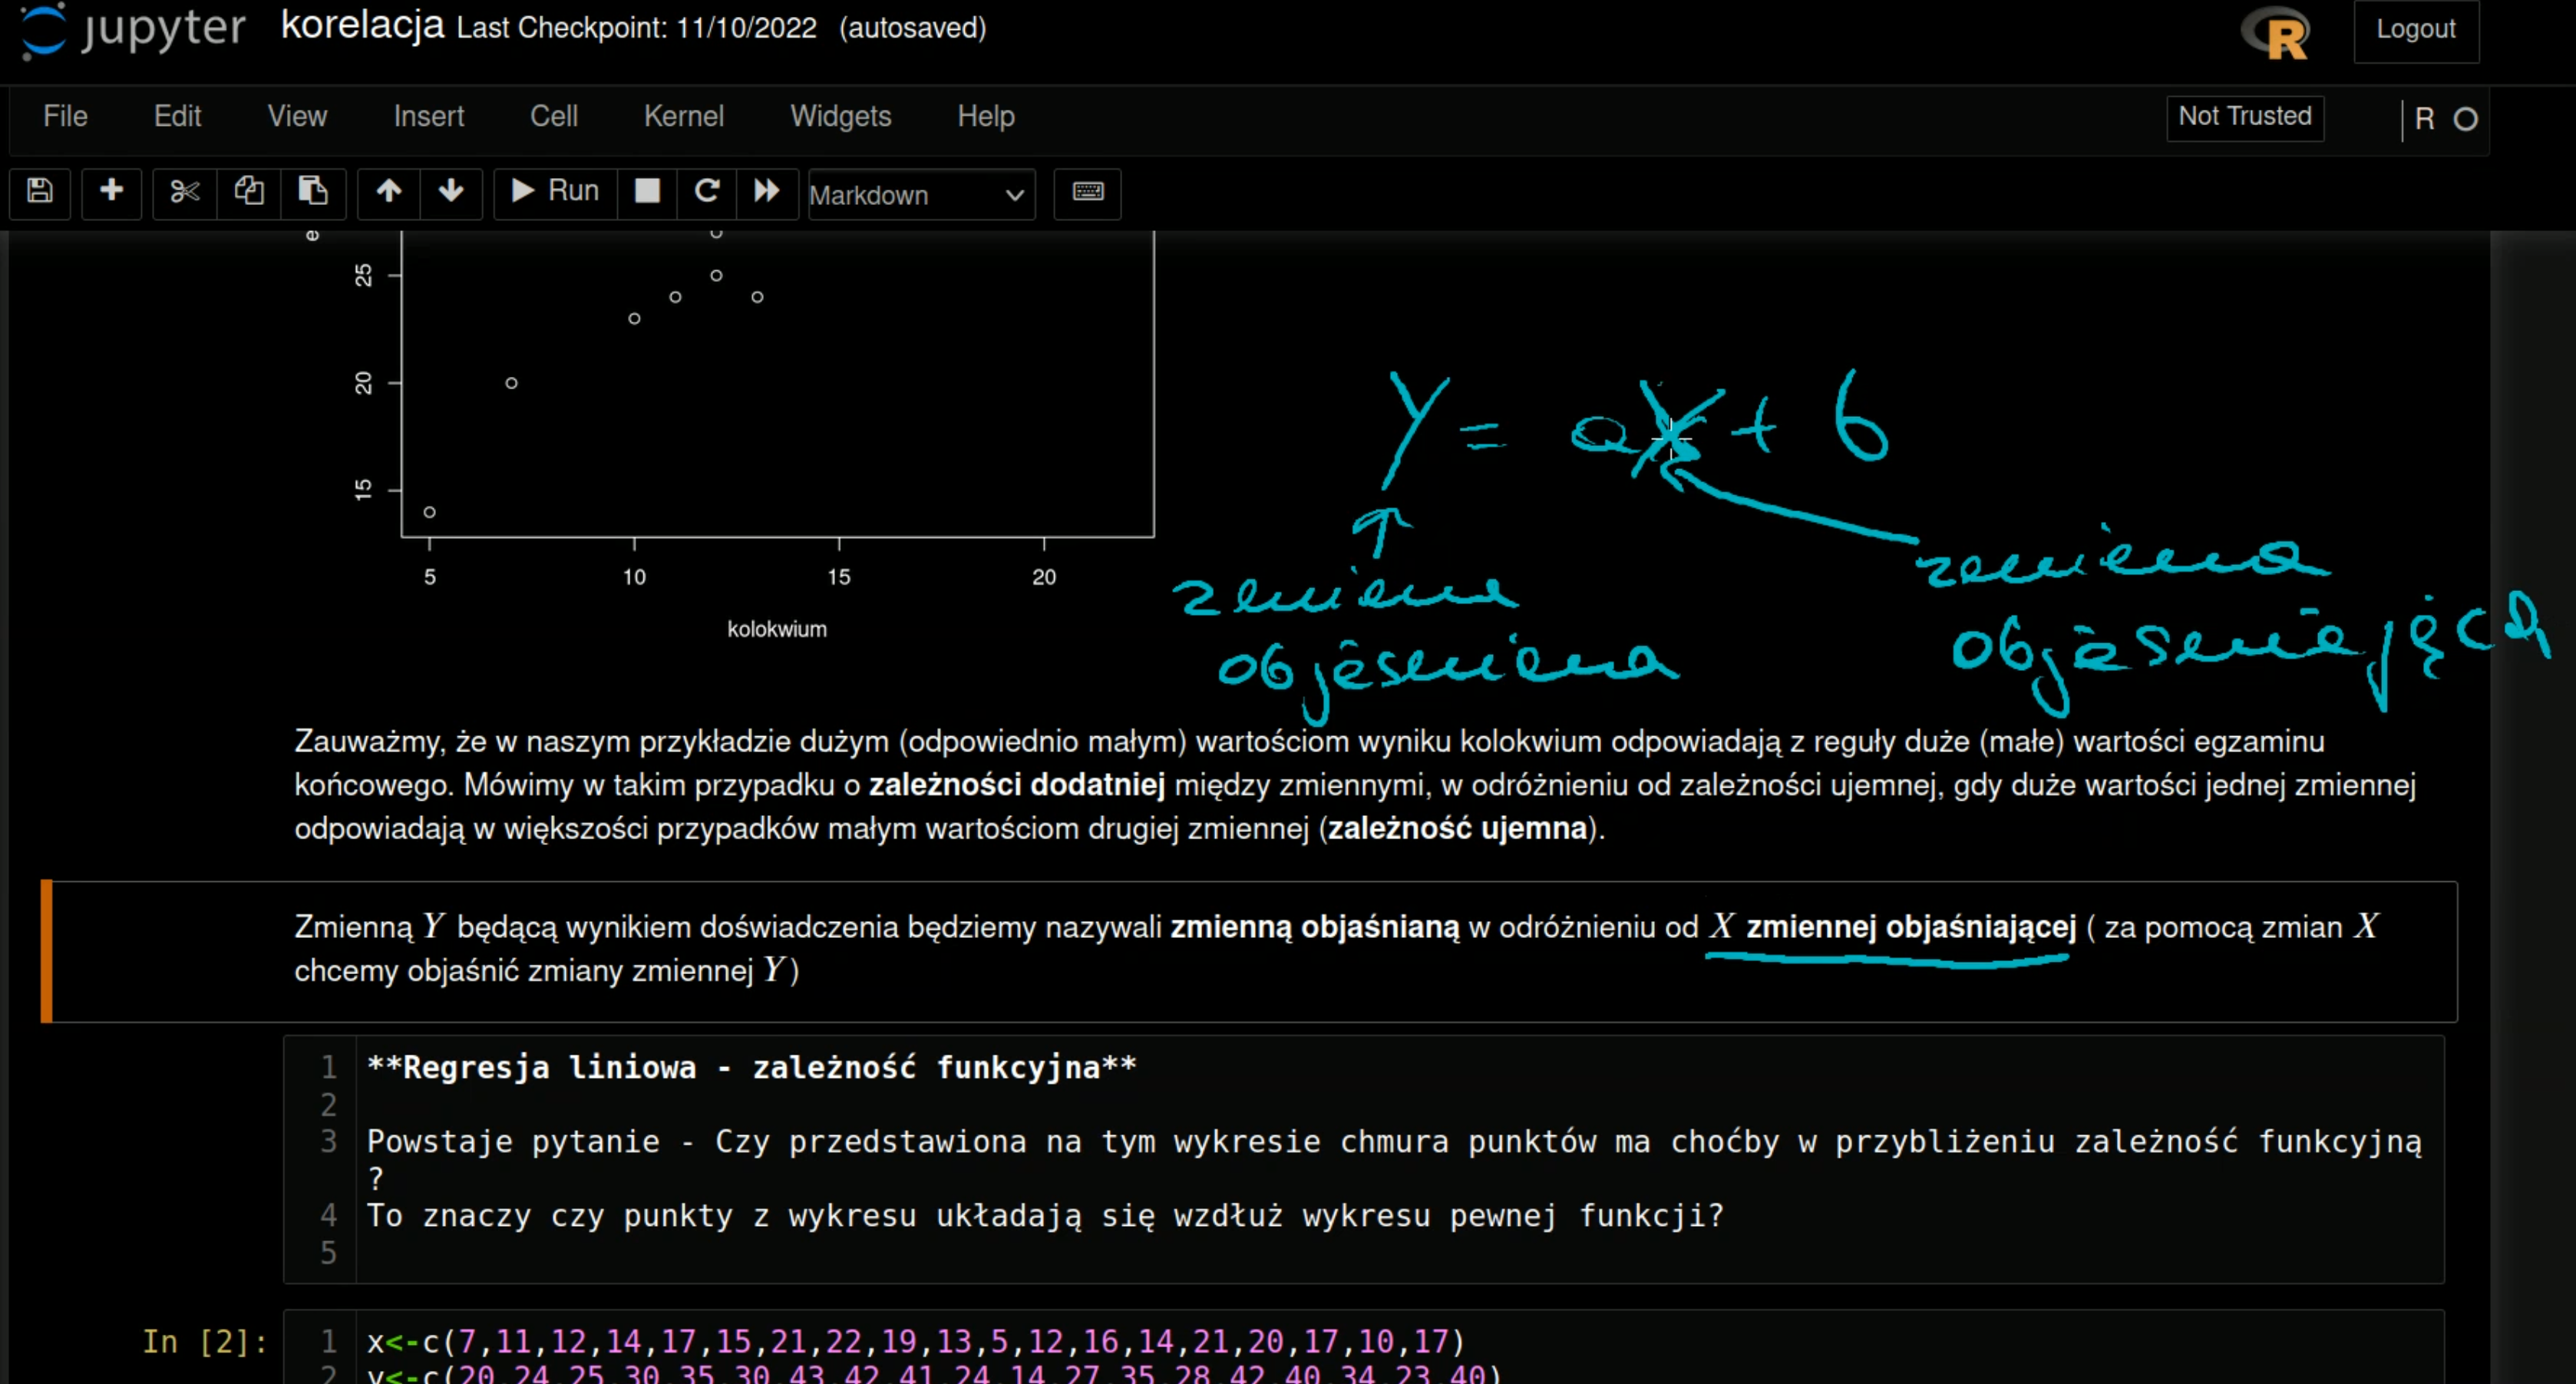 jupyter korelacja Last Checkpoint: 11/10/2022 (autosaved) R Logout
File Edit View Insert Cell Kernel Widgets Help Not Trusted R
Run Markdown
e
25
20
15
5 10 15 20
kolokwium
Y = aX + b
zmienna
objaśniana
zmienna
objaśniająca
Zauważmy, że w naszym przykładzie dużym (odpowiednio małym) wartościom wyniku kolokwium odpowiadają z reguły duże (małe) wartości egzaminu
końcowego. Mówimy w takim przypadku o zależności dodatniej między zmiennymi, w odróżnieniu od zależności ujemnej, gdy duże wartości jednej zmiennej
odpowiadają w większości przypadków małym wartościom drugiej zmiennej (zależność ujemna).
Zmienną Y będącą wynikiem doświadczenia będziemy nazywali zmienną objaśnianą w odróżnieniu od X zmiennej objaśniającej ( za pomocą zmian X
chcemy objaśnić zmiany zmiennej Y)
1 **Regresja liniowa - zależność funkcyjna**
2
3 Powstaje pytanie - Czy przedstawiona na tym wykresie chmura punktów ma choćby w przybliżeniu zależność funkcyjną
?
4 To znaczy czy punkty z wykresu układają się wzdłuż wykresu pewnej funkcji?
5
In [2]: 1 x<-c(7,11,12,14,17,15,21,22,19,13,5,12,16,14,21,20,17,10,17)
2 y<-c(20,24,25,30,35,30,43,42,41,24,14,27,35,28,42,40,34,23,40)